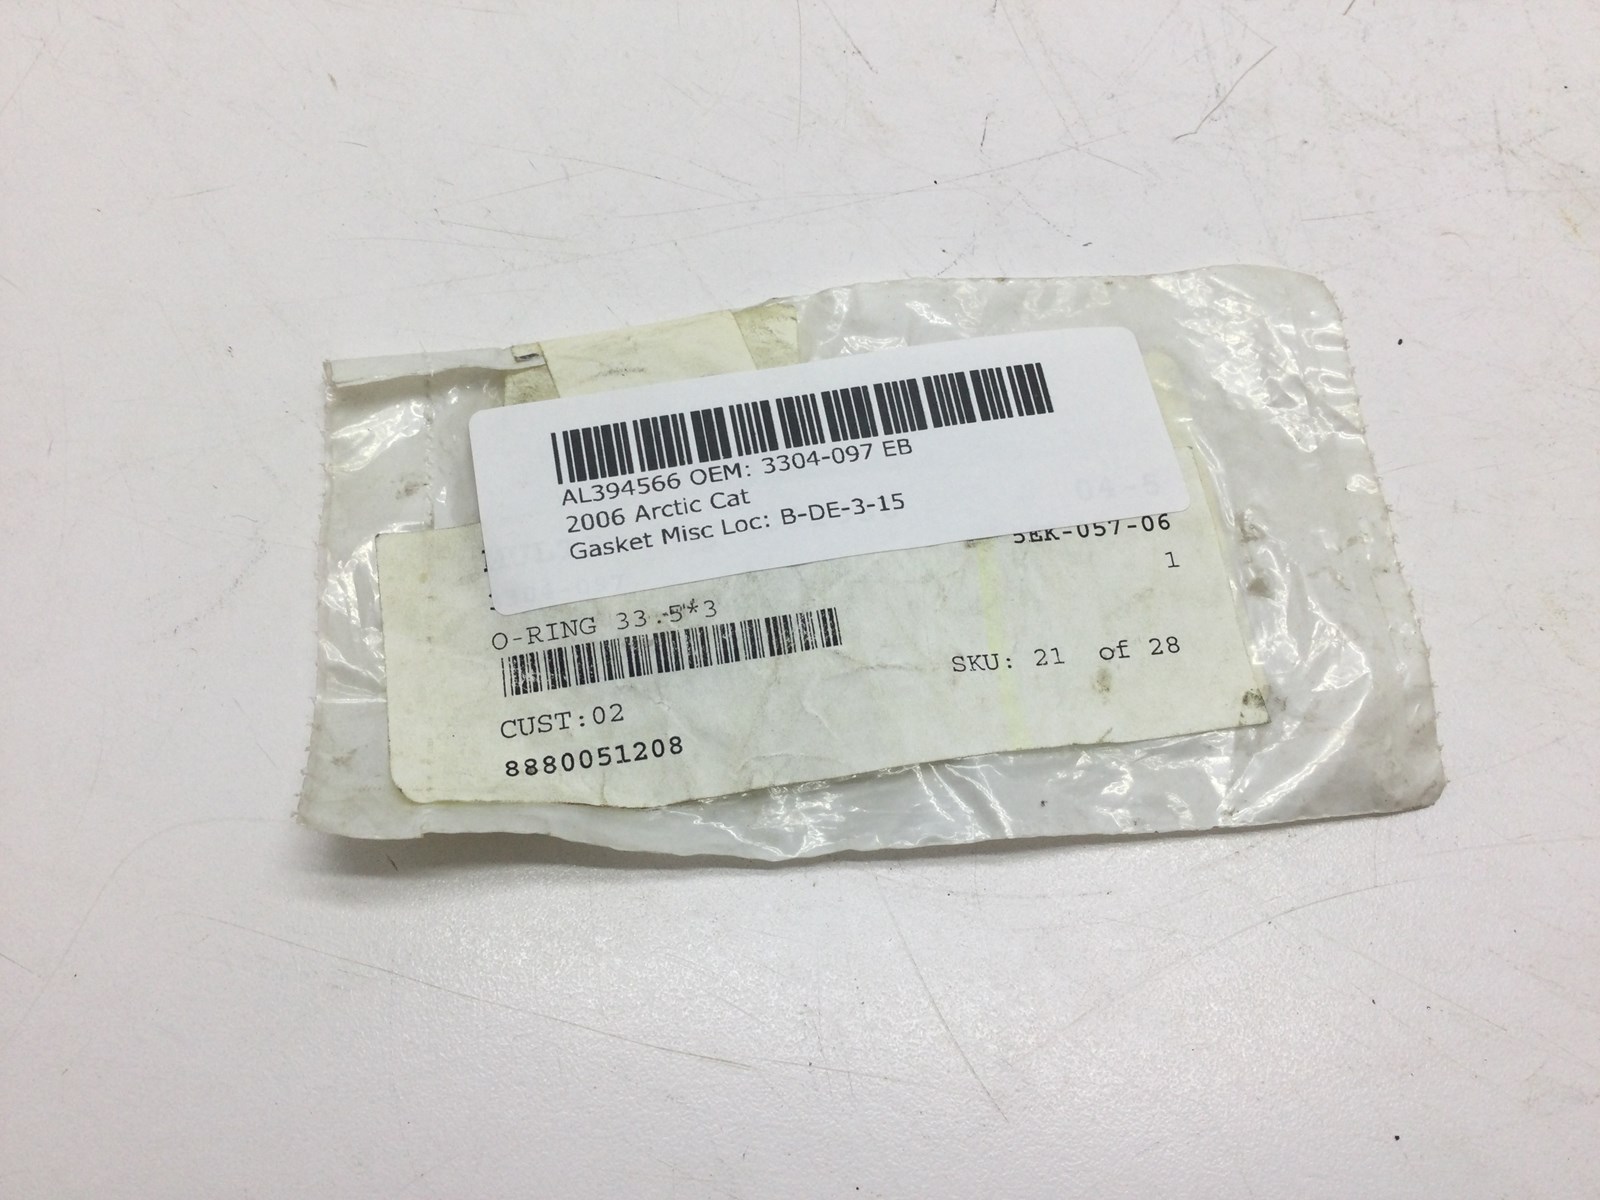 AL394566 OEM: 3304-097 EB
2006 Arctic Cat
Gasket Misc Loc: B-DE-3-15
5EK-057-06
1
O-RING 33.5*3
SKU: 21 of 28
CUST:02
8880051208